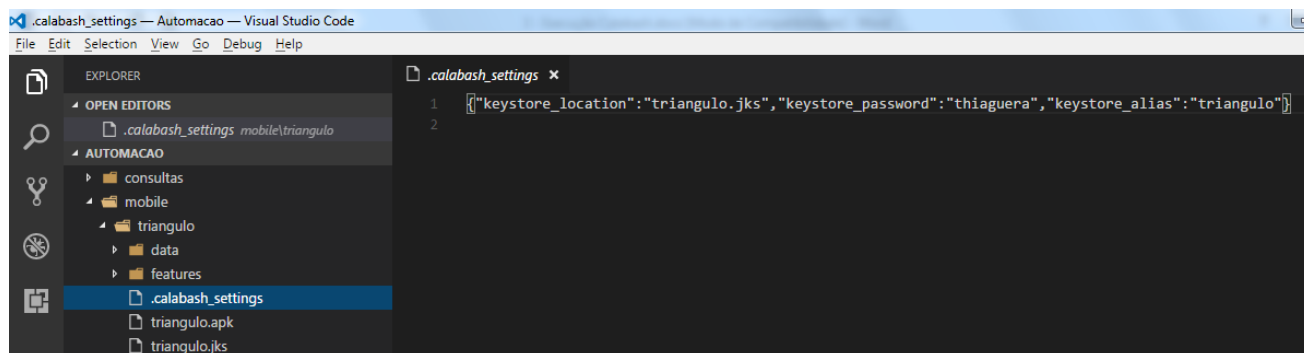 .calabash_settings — Automacao — Visual Studio Code
File Edit Selection View Go Debug Help
EXPLORER
OPEN EDITORS
.calabash_settings mobile\triangulo
AUTOMACAO
consultas
mobile
triangulo
data
features
.calabash_settings
triangulo.apk
triangulo.jks
.calabash_settings ×
1 {"keystore_location":"triangulo.jks","keystore_password":"thiaguera","keystore_alias":"triangulo"}
2